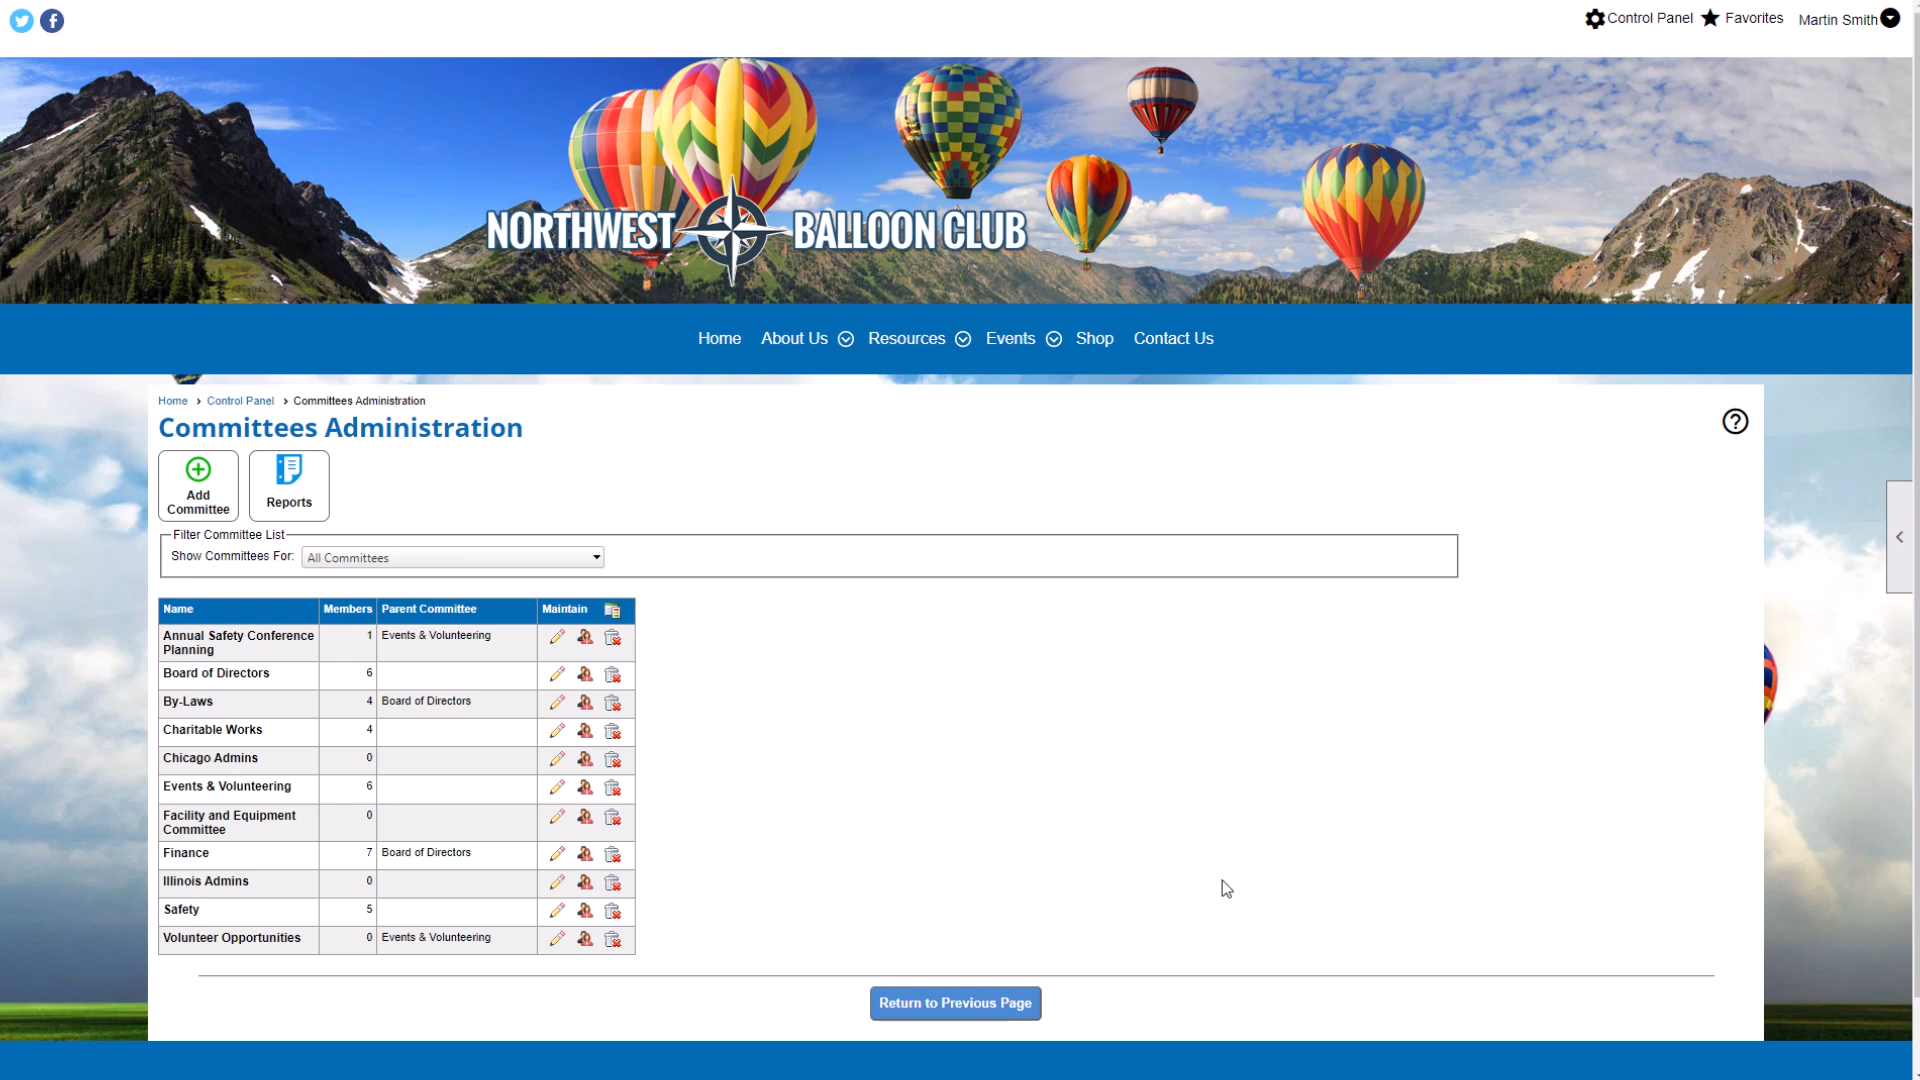 Control Panel Favorites Martin Smith
NORTHWEST BALLOON CLUB
Home About Us Resources Events Shop Contact Us
Home › Control Panel › Committees Administration
Committees Administration
Add
Committee
Reports
Filter Committee List
Show Committees For: All Committees
Name Members Parent Committee Maintain
Annual Safety Conference 1 Events & Volunteering
Planning
Board of Directors 6
By-Laws 4 Board of Directors
Charitable Works 4
Chicago Admins 0
Events & Volunteering 6
Facility and Equipment 0
Committee
Finance 7 Board of Directors
Illinois Admins 0
Safety 5
Volunteer Opportunities 0 Events & Volunteering
Return to Previous Page